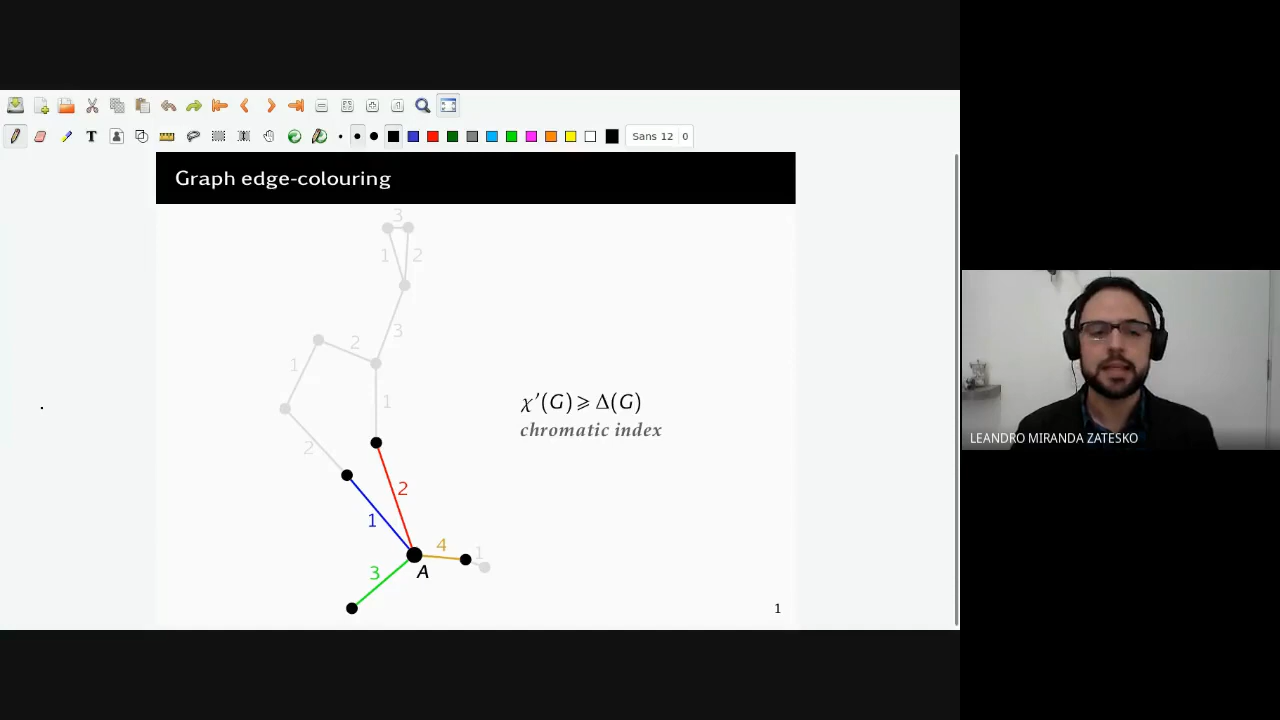 T
Sans 12 0
Graph edge-colouring
3
1 2
3
2
1
1
2
2
1
4
1
3
A
χ′(G) ⩾ Δ(G)
chromatic index
1
LEANDRO MIRANDA ZATESKO